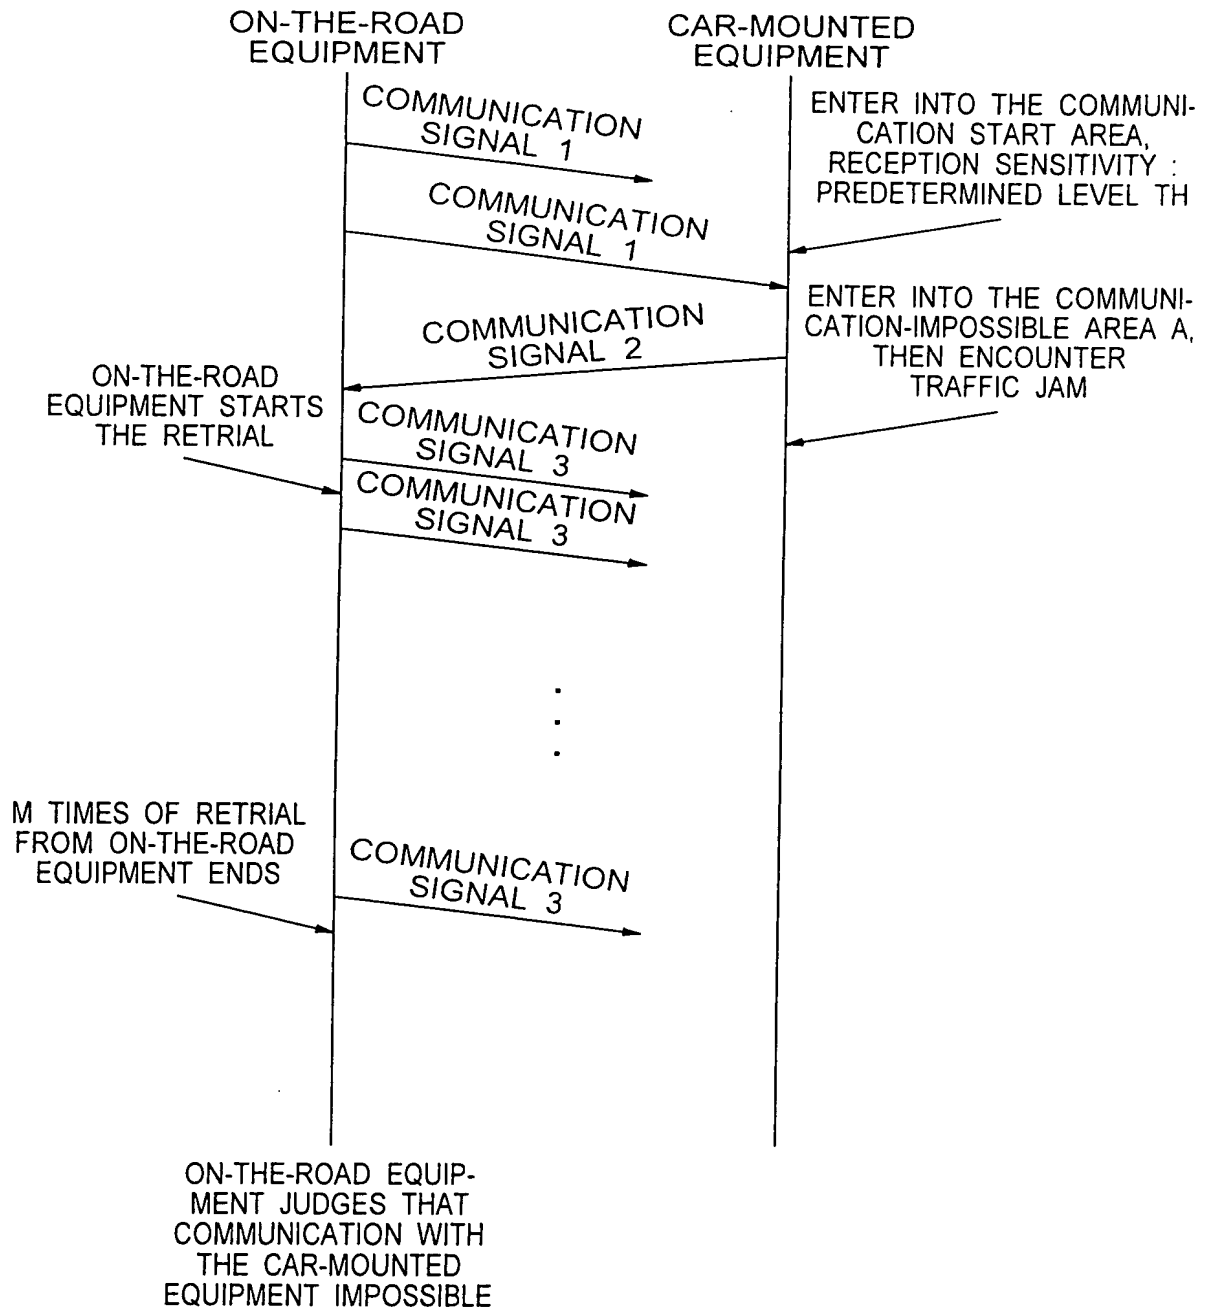 ON-THE-ROAD
EQUIPMENT
CAR-MOUNTED
EQUIPMENT
COMMUNICATION
SIGNAL 1
ENTER INTO THE COMMUNI-
CATION START AREA,
RECEPTION SENSITIVITY :
PREDETERMINED LEVEL TH
COMMUNICATION
SIGNAL 1
ENTER INTO THE COMMUNI-
CATION-IMPOSSIBLE AREA A,
THEN ENCOUNTER
TRAFFIC JAM
COMMUNICATION
SIGNAL 2
ON-THE-ROAD
EQUIPMENT STARTS
THE RETRIAL
COMMUNICATION
SIGNAL 3
COMMUNICATION
SIGNAL 3
M TIMES OF RETRIAL
FROM ON-THE-ROAD
EQUIPMENT ENDS
COMMUNICATION
SIGNAL 3
ON-THE-ROAD EQUIP-
MENT JUDGES THAT
COMMUNICATION WITH
THE CAR-MOUNTED
EQUIPMENT IMPOSSIBLE